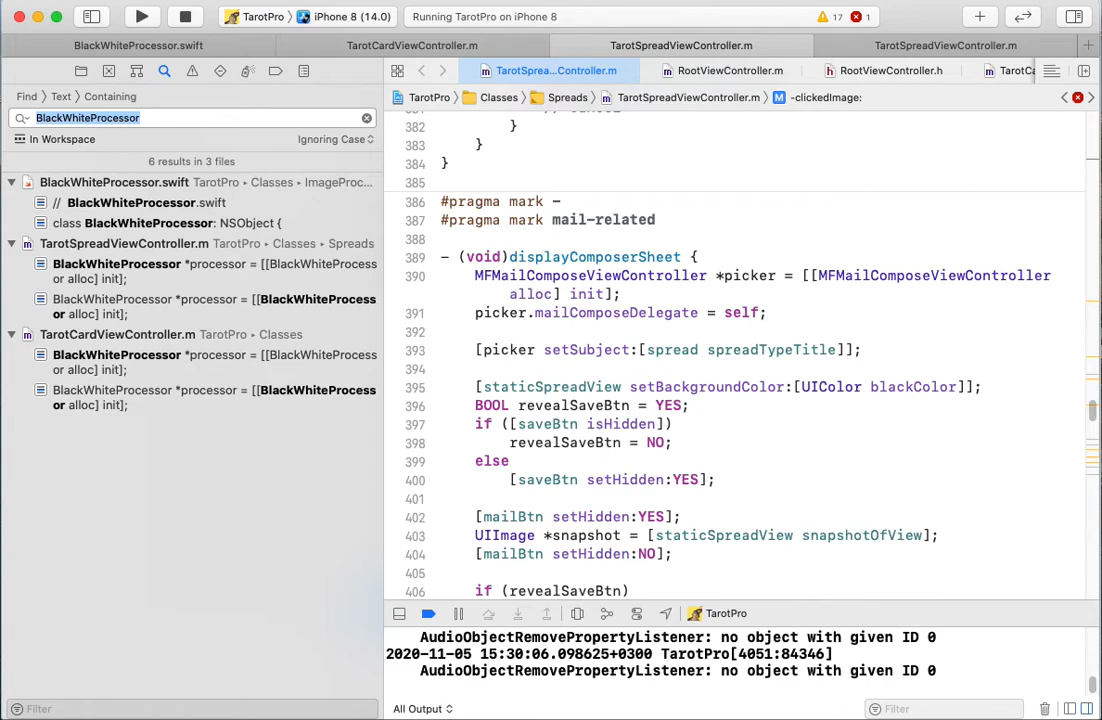 TarotPro
iPhone 8 (14.0)
Running TarotPro on iPhone 8
17
1
BlackWhiteProcessor.swift
TarotCardViewController.m
TarotSpreadViewController.m
TarotSpreadViewController.m
TarotSprea...Controller.m
RootViewController.m
RootViewController.h
TarotCa
Find
Text
Containing
TarotPro
Classes
Spreads
TarotSpreadViewController.m
-clickedImage:
BlackWhiteProcessor
In Workspace
Ignoring Case
6 results in 3 files
BlackWhiteProcessor.swift TarotPro ▸ Classes ▸ ImageProc...
// BlackWhiteProcessor.swift
class BlackWhiteProcessor: NSObject {
TarotSpreadViewController.m TarotPro ▸ Classes ▸ Spreads
BlackWhiteProcessor *processor = [[BlackWhiteProcess
or alloc] init];
BlackWhiteProcessor *processor = [[BlackWhiteProcess
or alloc] init];
TarotCardViewController.m TarotPro ▸ Classes
BlackWhiteProcessor *processor = [[BlackWhiteProcess
or alloc] init];
BlackWhiteProcessor *processor = [[BlackWhiteProcess
or alloc] init];
Filter
382 }
383 }
384 }
385
386 #pragma mark -
387 #pragma mark mail-related
388
389 - (void)displayComposerSheet {
390 MFMailComposeViewController *picker = [[MFMailComposeViewController
alloc] init];
391 picker.mailComposeDelegate = self;
392
393 [picker setSubject:[spread spreadTypeTitle]];
394
395 [staticSpreadView setBackgroundColor:[UIColor blackColor]];
396 BOOL revealSaveBtn = YES;
397 if ([saveBtn isHidden])
398 revealSaveBtn = NO;
399 else
400 [saveBtn setHidden:YES];
401
402 [mailBtn setHidden:YES];
403 UIImage *snapshot = [staticSpreadView snapshotOfView];
404 [mailBtn setHidden:NO];
405
406 if (revealSaveBtn)
TarotPro
AudioObjectRemovePropertyListener: no object with given ID 0
2020-11-05 15:30:06.098625+0300 TarotPro[4051:84346]
AudioObjectRemovePropertyListener: no object with given ID 0
All Output
Filter